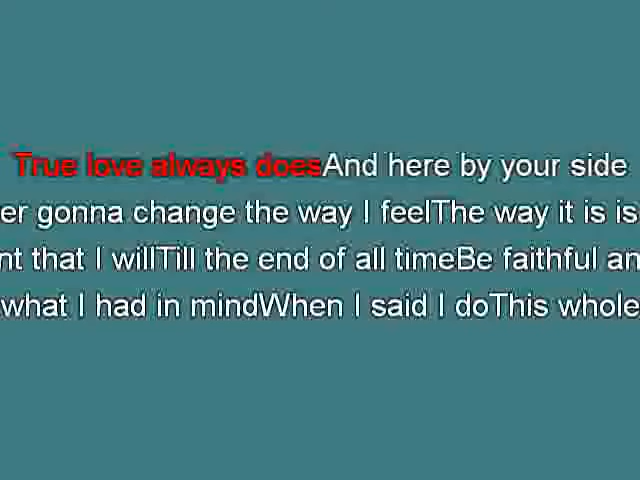 True love always doesAnd here by your side
er gonna change the way I feelThe way it is is
nt that I willTill the end of all timeBe faithful an
what I had in mindWhen I said I doThis whole